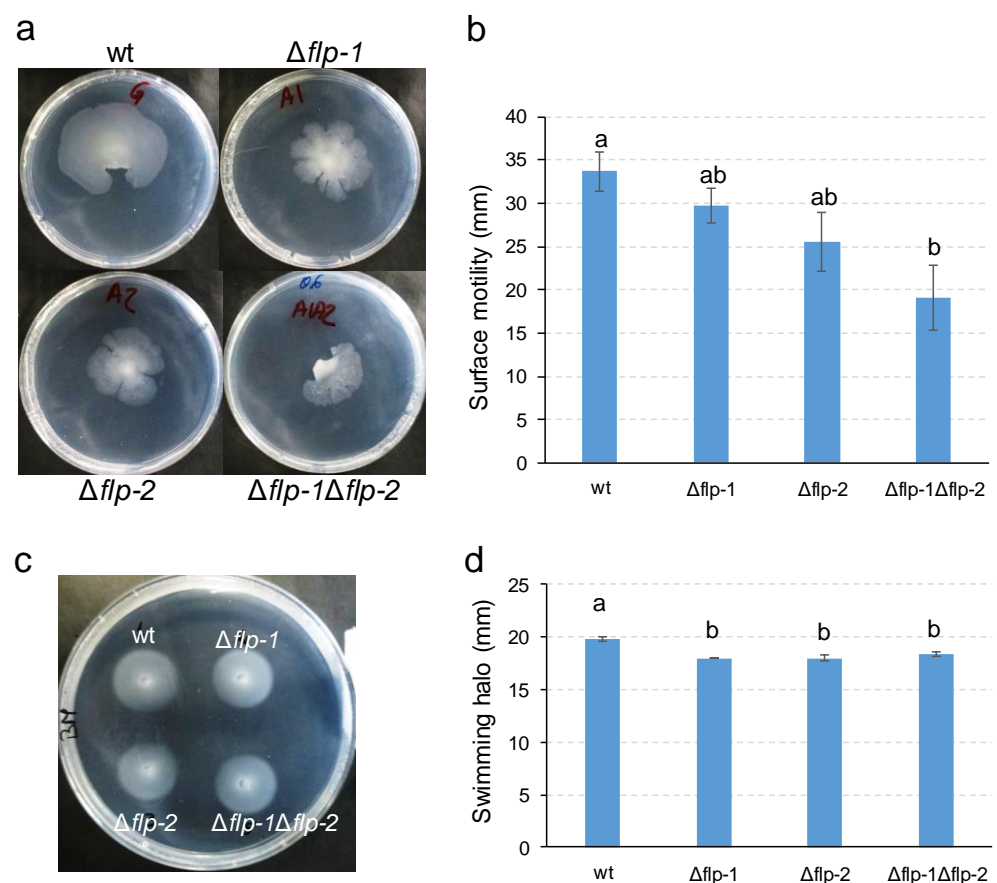 a
wt Δflp-1
G
A1
A2
0.6
A1A2
Δflp-2 Δflp-1Δflp-2
b
Surface motility (mm)
40
35
30
25
20
15
10
5
0
a
ab
ab
b
wt Δflp-1 Δflp-2 Δflp-1Δflp-2
c
wt Δflp-1
BM
Δflp-2 Δflp-1Δflp-2
d
Swimming halo (mm)
25
20
15
10
5
0
a
b
b
b
wt Δflp-1 Δflp-2 Δflp-1Δflp-2